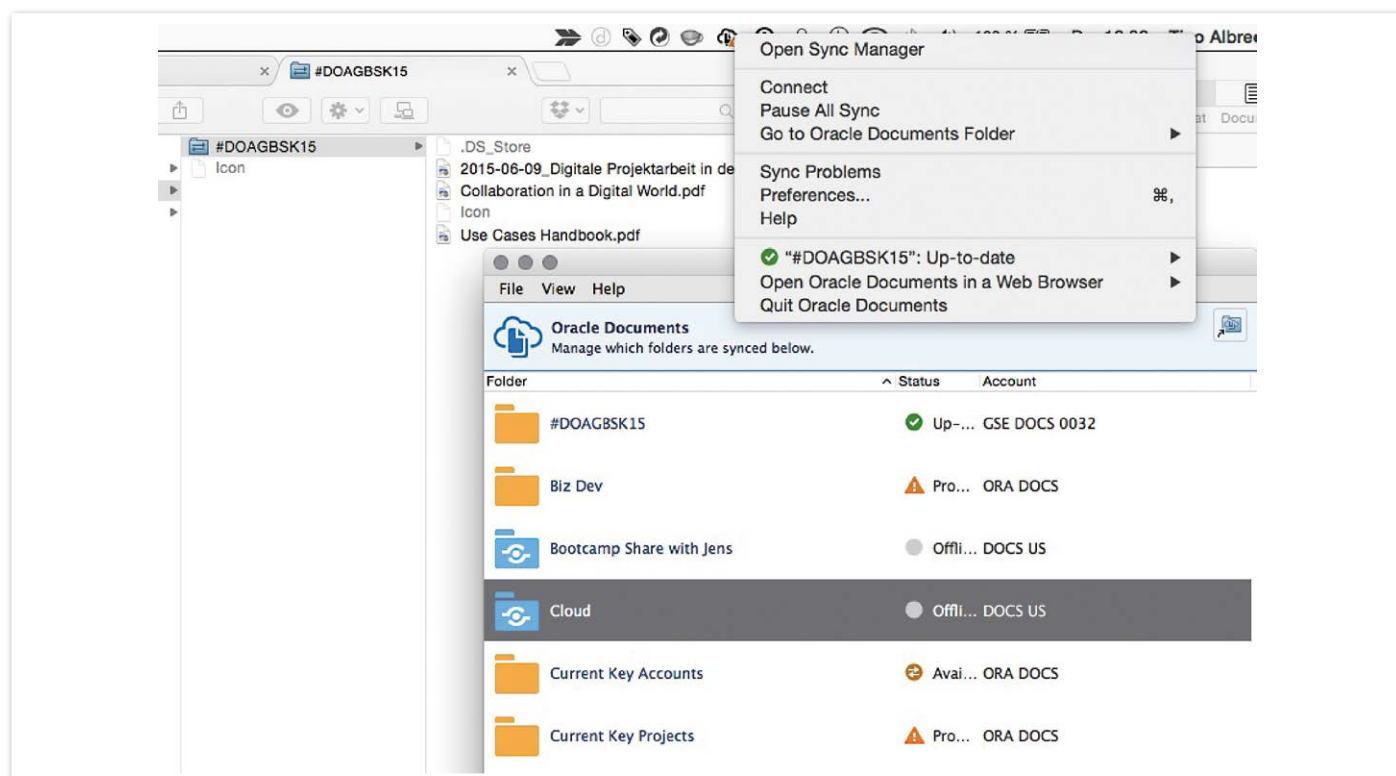 Open Sync Manager
#DOAGBSK15
Connect
Pause All Sync
Go to Oracle Documents Folder
#DOAGBSK15
Icon
.DS_Store
2015-06-09_Digitale Projektarbeit in de
Collaboration in a Digital World.pdf
Icon
Use Cases Handbook.pdf
Sync Problems
Preferences... ⌘,
Help
"#DOAGBSK15": Up-to-date
Open Oracle Documents in a Web Browser
Quit Oracle Documents
File View Help
Oracle Documents
Manage which folders are synced below.
Folder Status Account
#DOAGBSK15 Up-... GSE DOCS 0032
Biz Dev Pro... ORA DOCS
Bootcamp Share with Jens Offli... DOCS US
Cloud Offli... DOCS US
Current Key Accounts Avai... ORA DOCS
Current Key Projects Pro... ORA DOCS